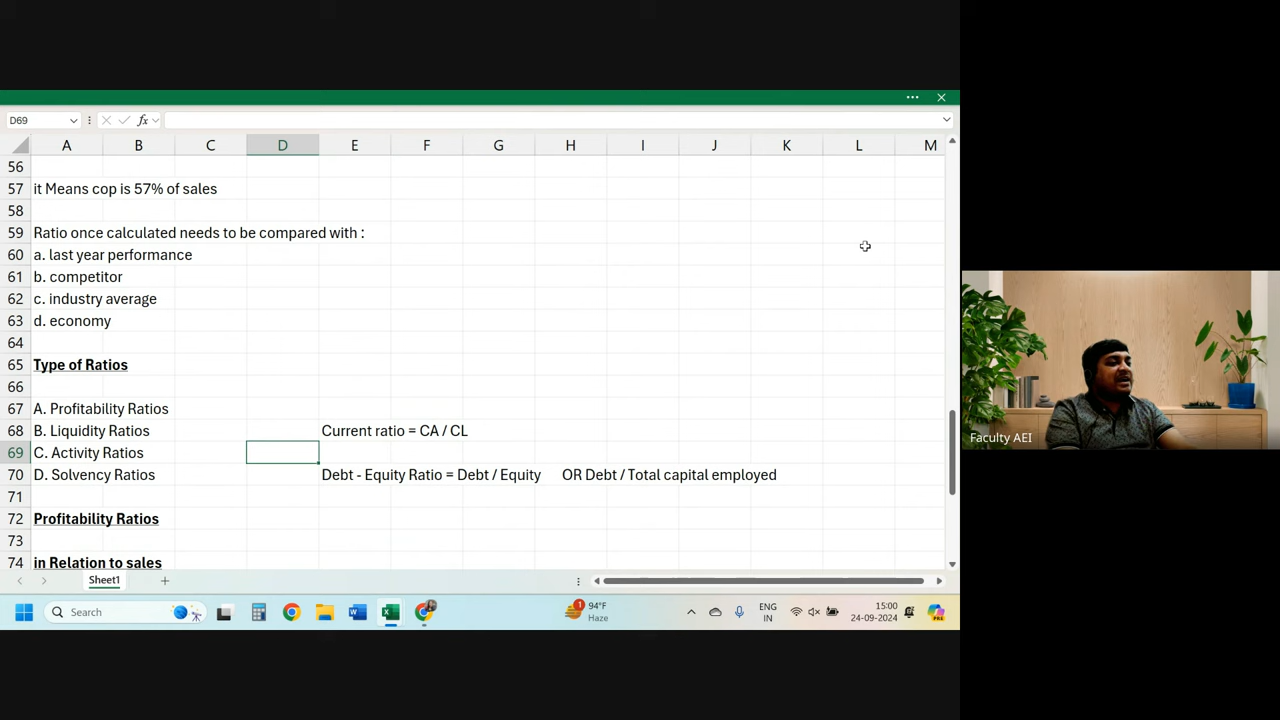 D69
fx
A B C D E F G H I J K L M
56
57 it Means cop is 57% of sales
58
59 Ratio once calculated needs to be compared with :
60 a. last year performance
61 b. competitor
62 c. industry average
63 d. economy
64
65 Type of Ratios
66
67 A. Profitability Ratios
68 B. Liquidity Ratios Current ratio = CA / CL
69 C. Activity Ratios
70 D. Solvency Ratios Debt - Equity Ratio = Debt / Equity OR Debt / Total capital employed
71
72 Profitability Ratios
73
74 in Relation to sales
Sheet1
Search
1
94°F
Haze
ENG
IN
15:00
24-09-2024
PRE
Faculty AEI